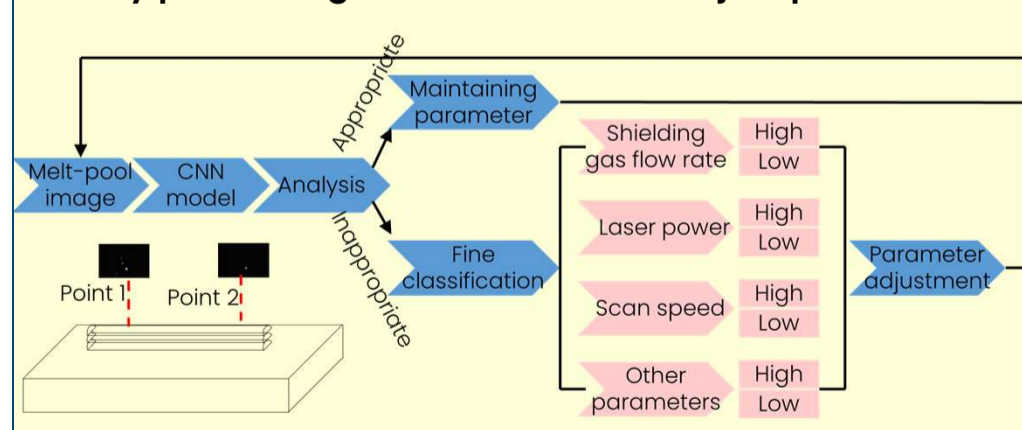 Melt-pool
image
CNN
model
Analysis
Appropriate
Inappropriate
Maintaining
parameter
Fine
classification
Shielding
gas flow rate
High
Low
Laser power
High
Low
Scan speed
High
Low
Other
parameters
High
Low
Parameter
adjustment
Point 1
Point 2